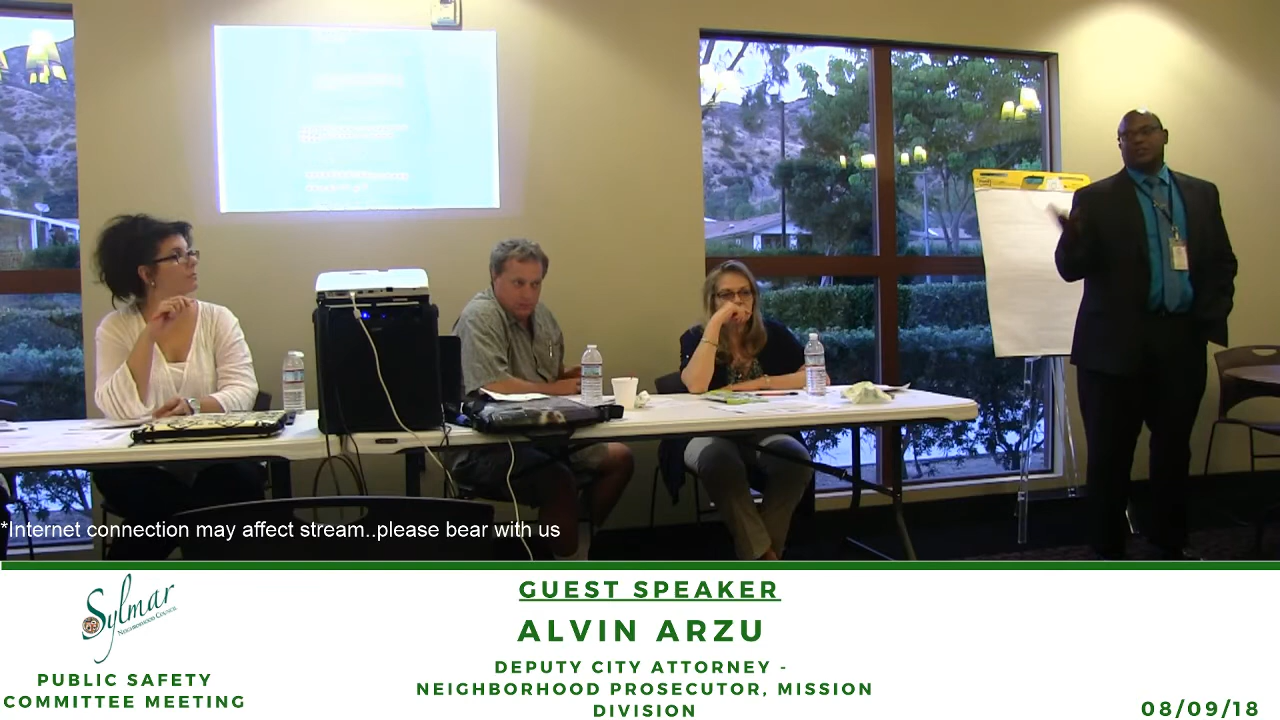 *Internet connection may affect stream..please bear with us
Sylmar
NEIGHBORHOOD COUNCIL
PUBLIC SAFETY
COMMITTEE MEETING
GUEST SPEAKER
ALVIN ARZU
DEPUTY CITY ATTORNEY -
NEIGHBORHOOD PROSECUTOR, MISSION
DIVISION
08/09/18